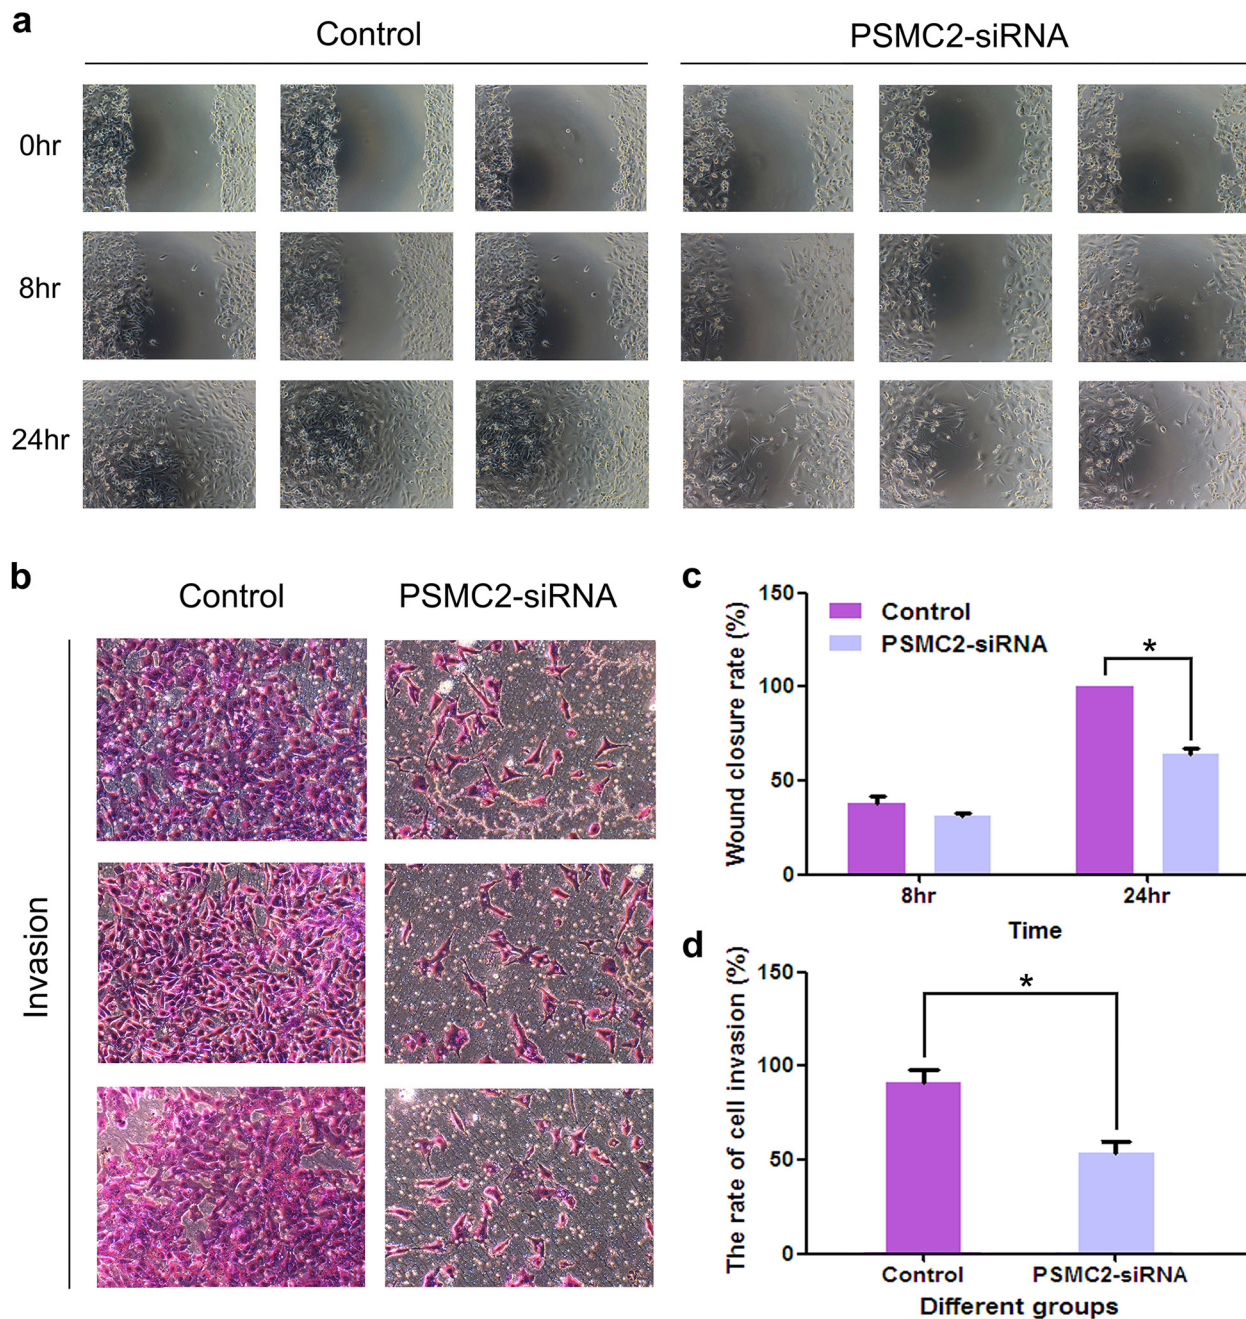 a
Control
PSMC2-siRNA
0hr
8hr
24hr
b
Control
PSMC2-siRNA
Invasion
c
Wound closure rate (%)
150
100
50
0
Control
PSMC2-siRNA
*
8hr
24hr
Time
d
The rate of cell invasion (%)
150
100
50
0
*
Control
PSMC2-siRNA
Different groups